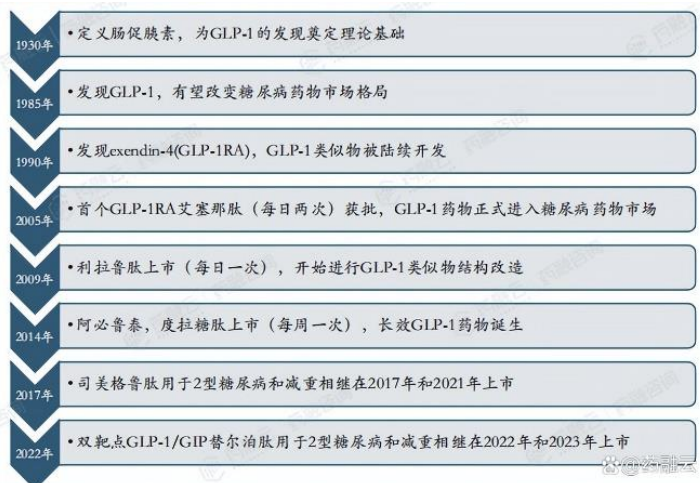 1930年
•定义肠促胰素，为GLP-1的发现奠定理论基础
1985年
•发现GLP-1，有望改变糖尿病药物市场格局
1990年
•发现exendin-4(GLP-1RA)，GLP-1类似物被陆续开发
2005年
•首个GLP-1RA艾塞那肽（每日两次）获批，GLP-1药物正式进入糖尿病药物市场
2009年
•利拉鲁肽上市（每日一次），开始进行GLP-1类似物结构改造
2014年
•阿必鲁泰，度拉糖肽上市（每周一次），长效GLP-1药物诞生
2017年
•司美格鲁肽用于2型糖尿病和减重相继在2017年和2021年上市
2022年
•双靶点GLP-1/GIP替尔泊肽用于2型糖尿病和减重相继在2022年和2023年上市
药融云